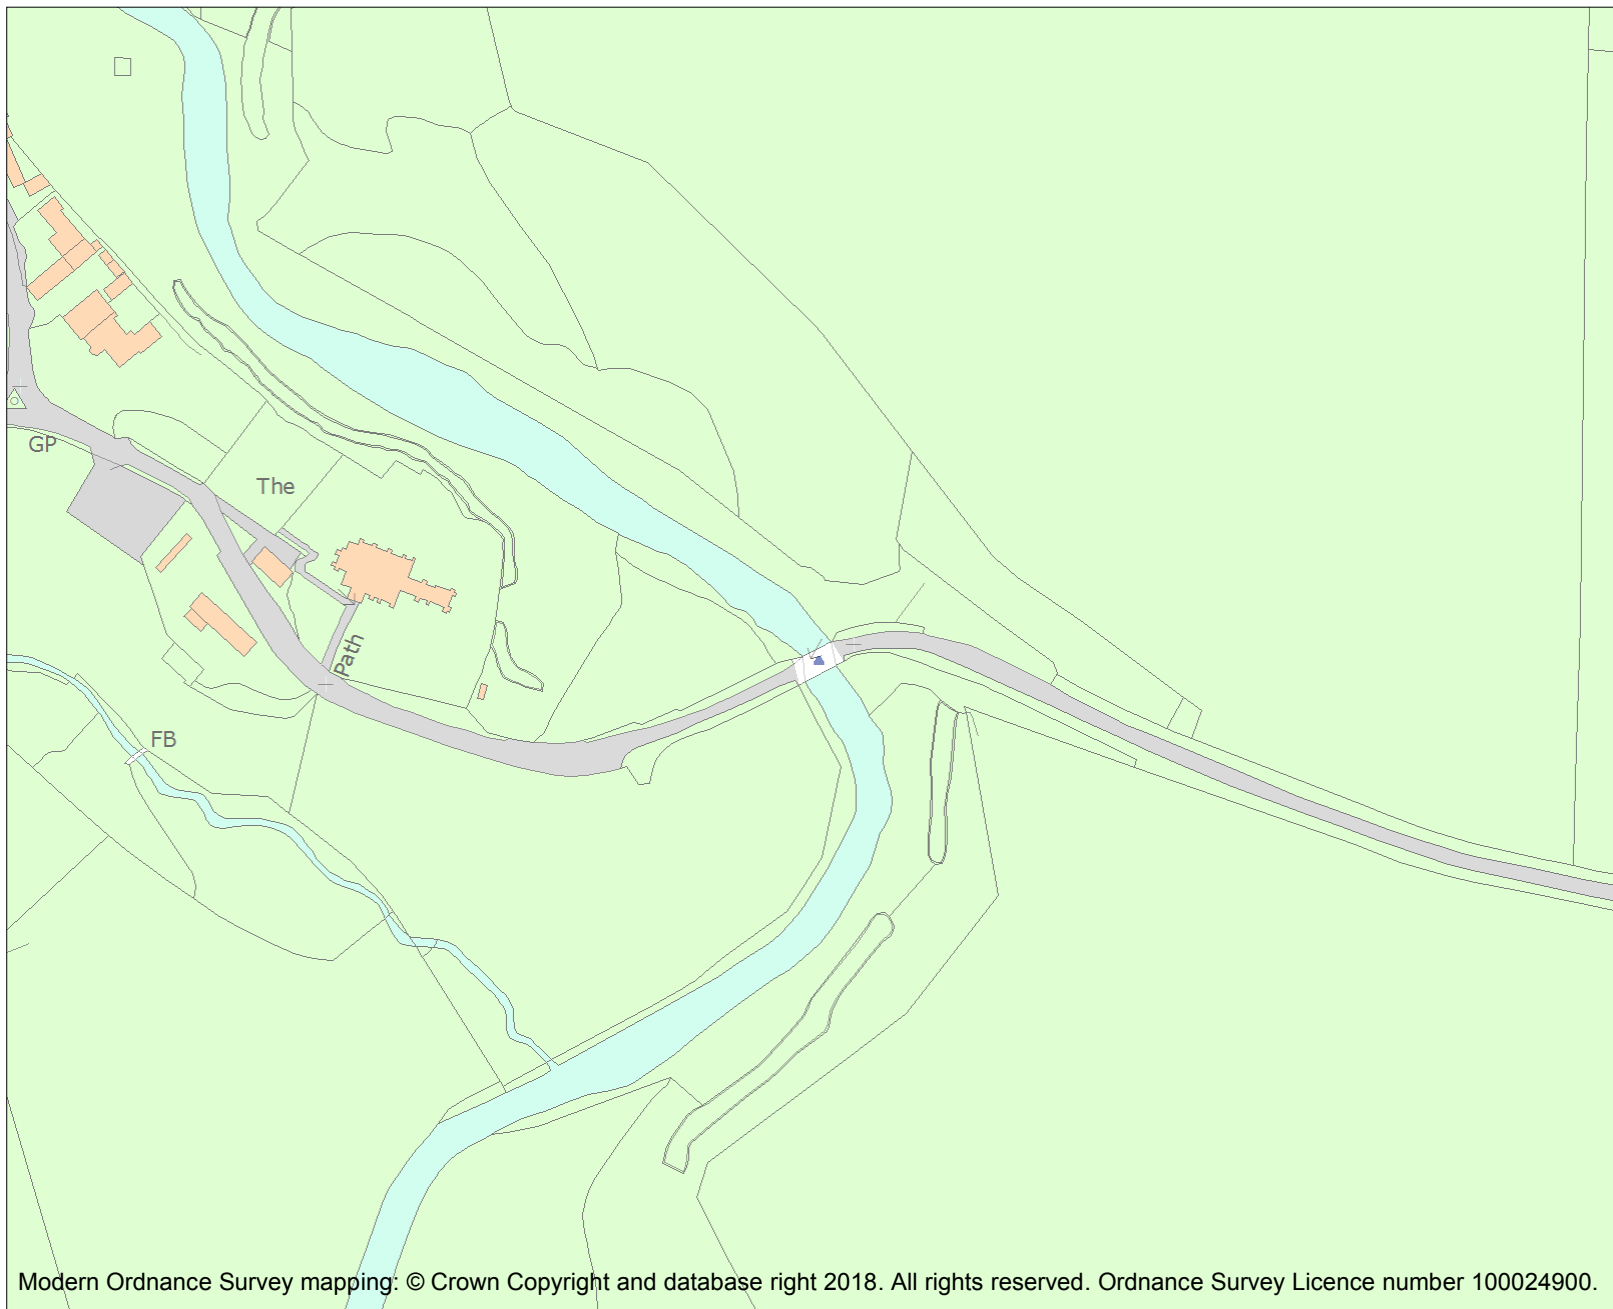 GP
The
Path
FB
Modern Ordnance Survey mapping: © Crown Copyright and database right 2018. All rights reserved. Ordnance Survey Licence number 100024900.